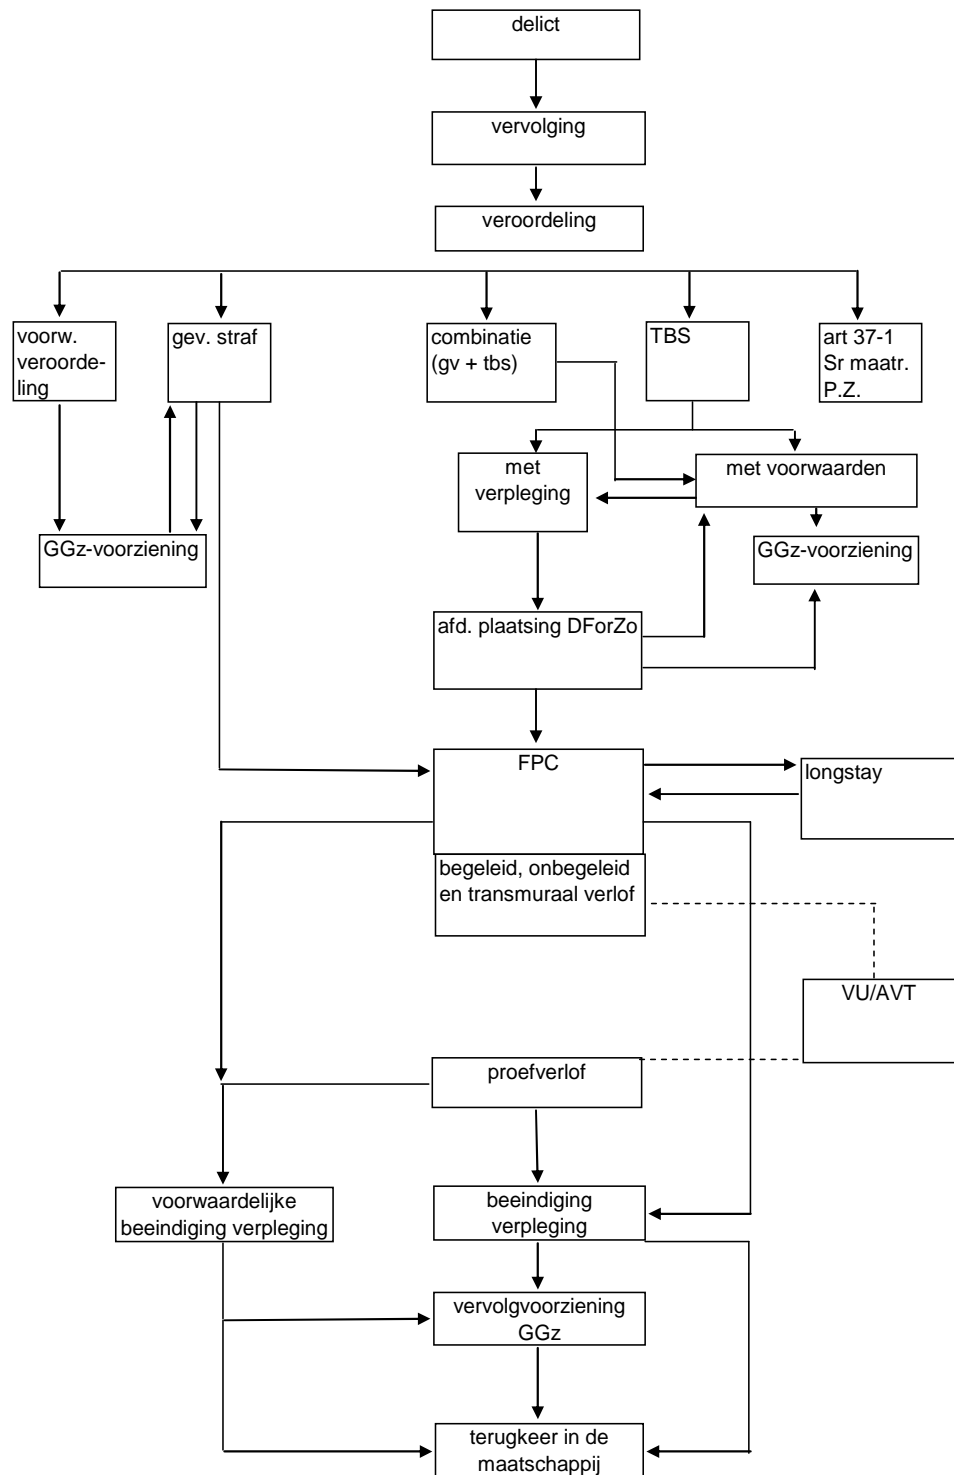 delict
vervolging
veroordeling
voorw.
veroorde-
ling
gev. straf
combinatie
(gv + tbs)
TBS
art 37-1
Sr maatr.
P.Z.
met
verpleging
met voorwaarden
GGz-voorziening
GGz-voorziening
afd. plaatsing DForZo
FPC
longstay
begeleid, onbegeleid
en transmuraal verlof
VU/AVT
proefverlof
voorwaardelijke
beeindiging verpleging
beeindiging
verpleging
vervolgvoorziening
GGz
terugkeer in de
maatschappij